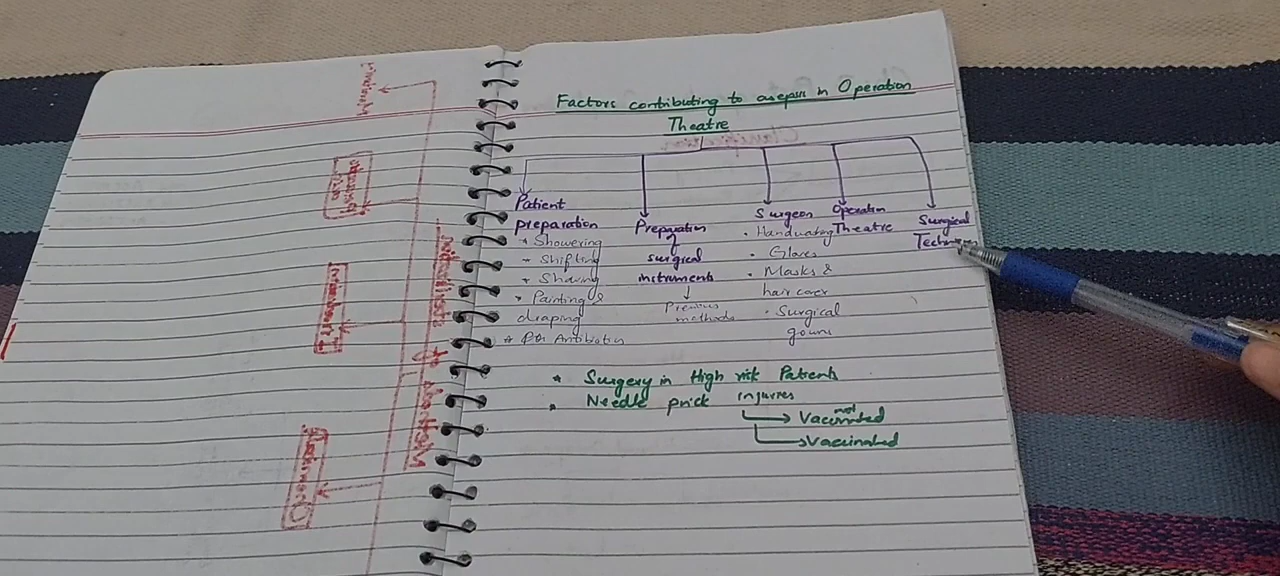 Factors contributing to asepsis in Operation
Theatre
Patient
preparation
* Showering
* Shifting
* Shaving
* Painting &
draping
* Antibiotics
Preparation
of
surgical
instruments
Previous
methods
Surgeon
• Handwashing
• Gloves
• Masks &
hair cover
• Surgical
gowns
Operation
Theatre
Surgical
* Surgery in High risk Patients
• Needle prick injuries
not
Vaccinated
Vaccinated